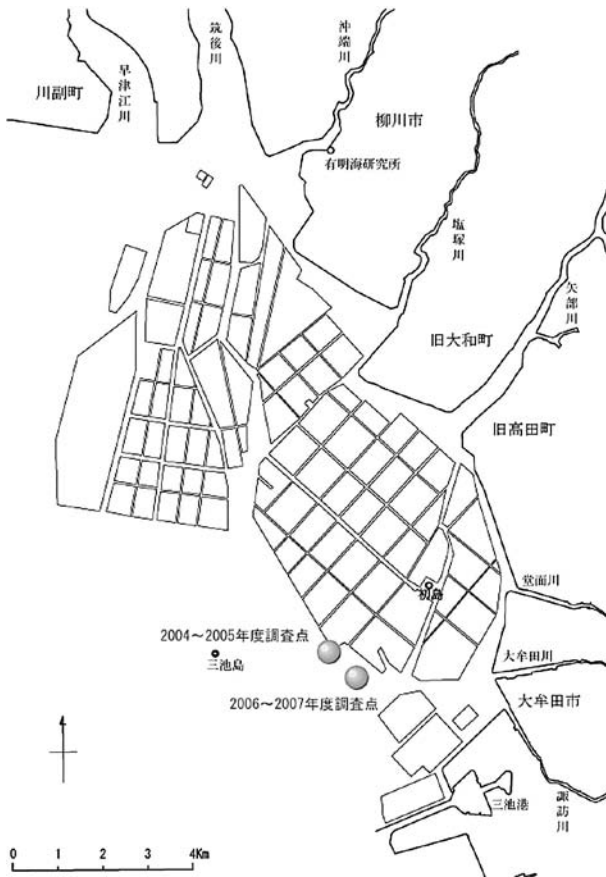 川副町
早津江川
筑後川
沖端川
柳川市
有明海研究所
塩塚川
矢部川
旧大和町
旧高田町
初島
堂面川
2004～2005年度調査点
三池島
大牟田川
2006～2007年度調査点
大牟田市
三池港
諏訪川
0 1 2 3 4Km